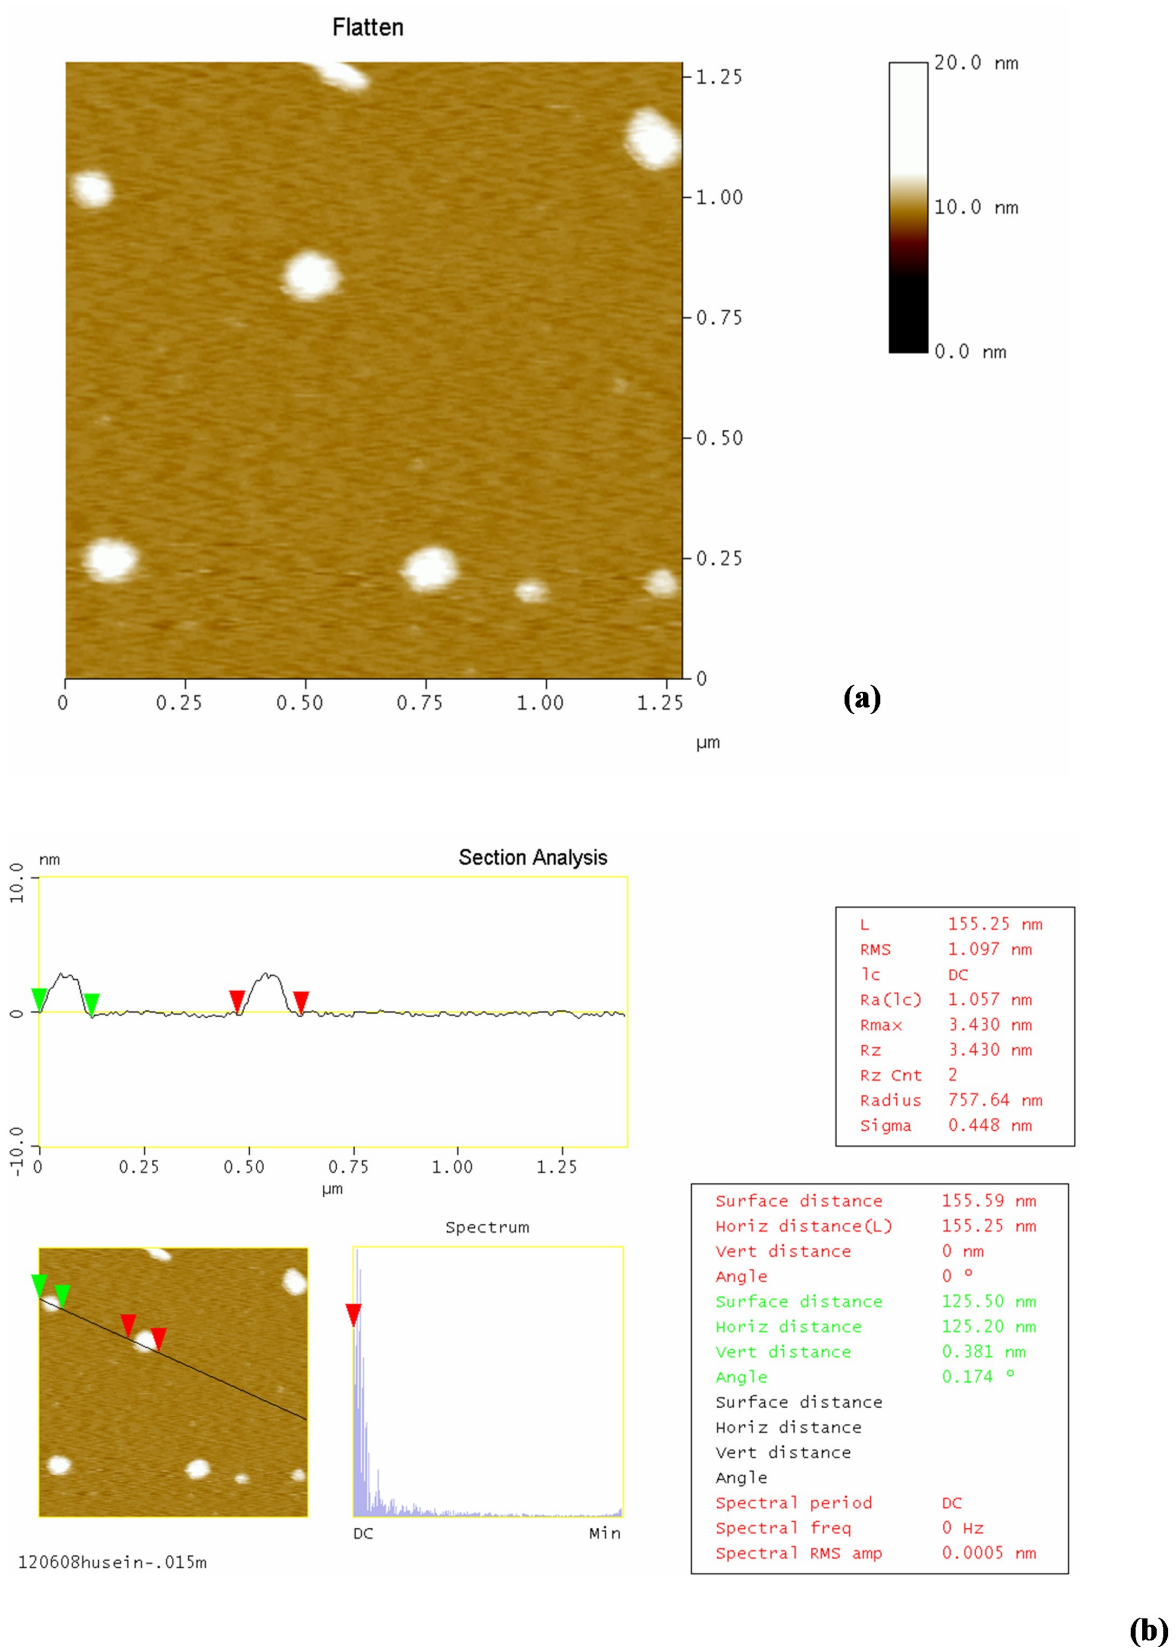 Flatten
20.0 nm
10.0 nm
0.0 nm
1.25
1.00
0.75
0.50
0.25
0
0 0.25 0.50 0.75 1.00 1.25
µm
(a)
Section Analysis
nm
10.0
0
-10.0
0 0.25 0.50 0.75 1.00 1.25
µm
L 155.25 nm
RMS 1.097 nm
lc DC
Ra(lc) 1.057 nm
Rmax 3.430 nm
Rz 3.430 nm
Rz Cnt 2
Radius 757.64 nm
Sigma 0.448 nm
Surface distance 155.59 nm
Horiz distance(L) 155.25 nm
Vert distance 0 nm
Angle 0 °
Surface distance 125.50 nm
Horiz distance 125.20 nm
Vert distance 0.381 nm
Angle 0.174 °
Surface distance
Horiz distance
Vert distance
Angle
Spectral period DC
Spectral freq 0 Hz
Spectral RMS amp 0.0005 nm
Spectrum
DC Min
120608husein-.015m
(b)